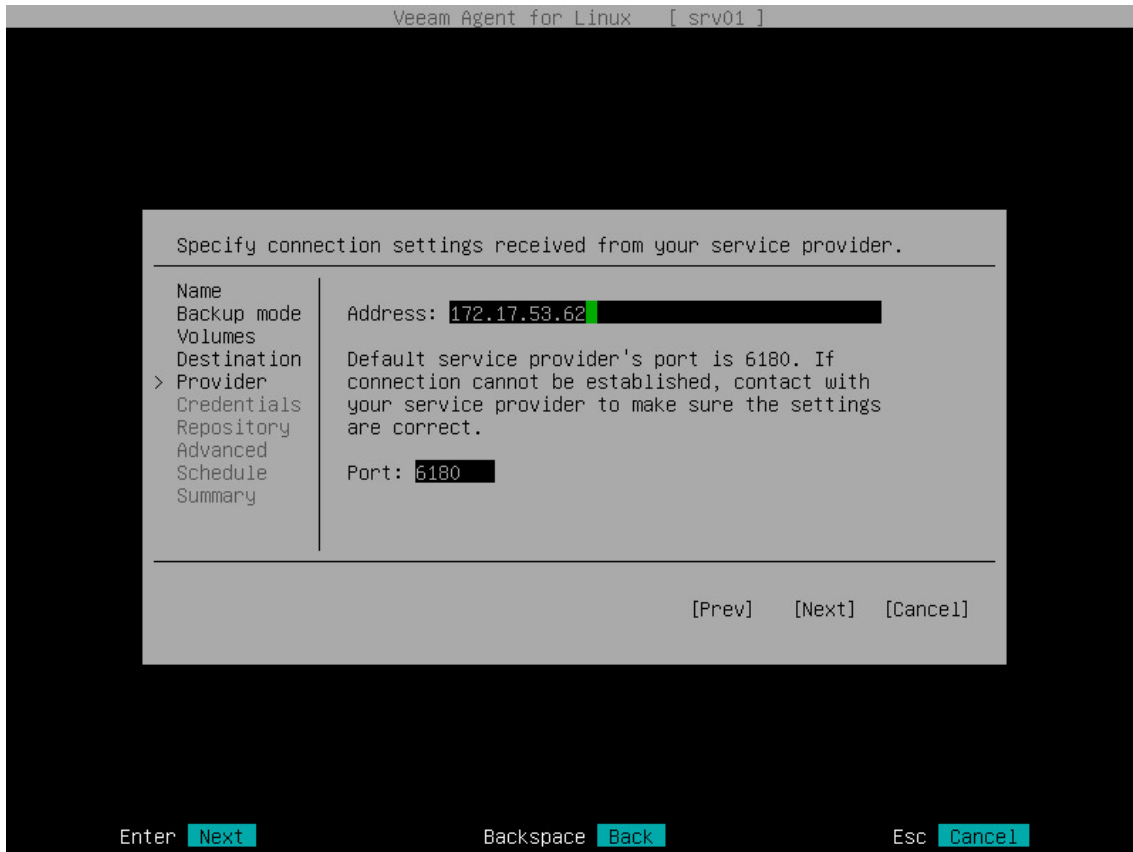 Veeam Agent for Linux [ srv01 ]
Specify connection settings received from your service provider.
Name
Backup mode
Volumes
Destination
> Provider
Credentials
Repository
Advanced
Schedule
Summary
Address: 172.17.53.62
Default service provider's port is 6180. If
connection cannot be established, contact with
your service provider to make sure the settings
are correct.
Port: 6180
[Prev] [Next] [Cancel]
Enter Next Backspace Back Esc Cancel